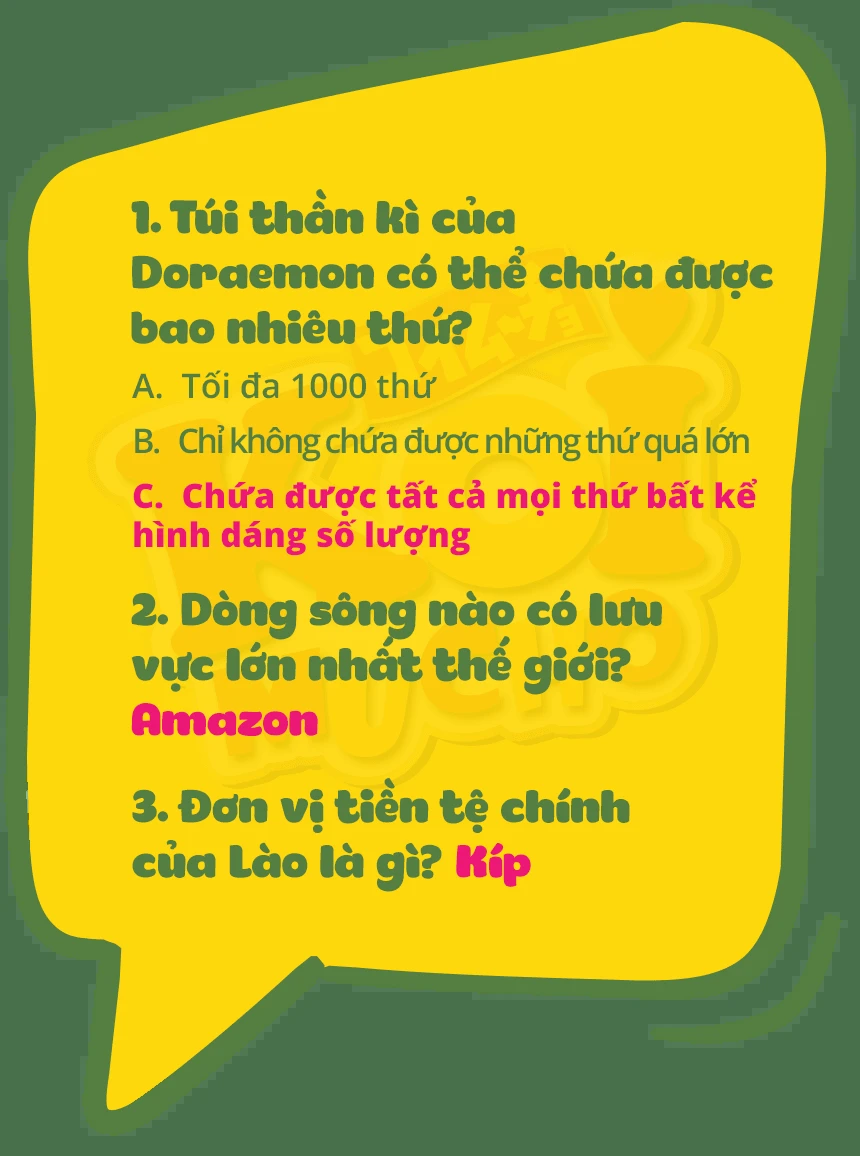 1. Túi thần kì của
Doraemon có thể chứa được
bao nhiêu thứ?
A. Tối đa 1000 thứ
B. Chỉ không chứa được những thứ quá lớn
C. Chứa được tất cả mọi thứ bất kể
hình dáng số lượng
2. Dòng sông nào có lưu
vực lớn nhất thế giới?
Amazon
3. Đơn vị tiền tệ chính
của Lào là gì? Kíp
KOi
MUCHO